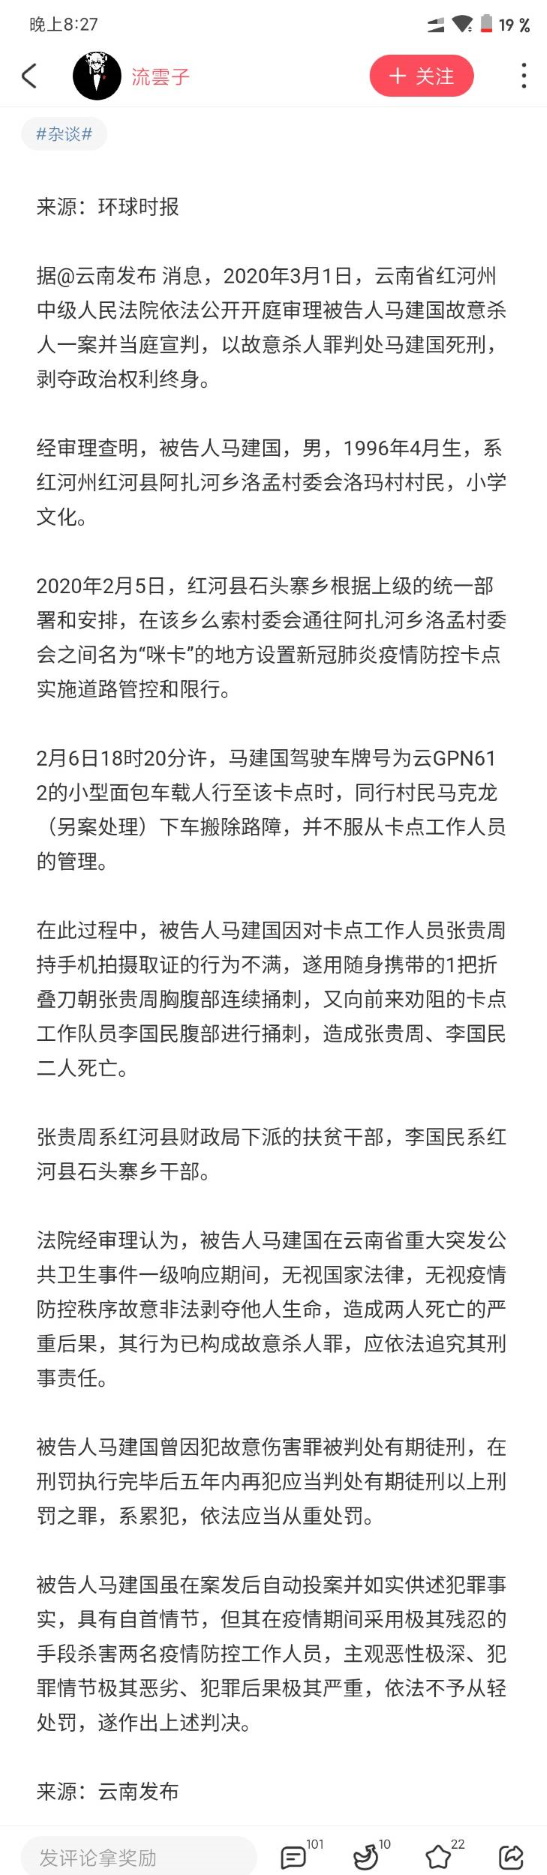 晚上8:27
19 %
流雲子
+ 关注
#杂谈#
来源：环球时报
据@云南发布 消息，2020年3月1日，云南省红河州
中级人民法院依法公开开庭审理被告人马建国故意杀
人一案并当庭宣判，以故意杀人罪判处马建国死刑，
剥夺政治权利终身。
经审理查明，被告人马建国，男，1996年4月生，系
红河州红河县阿扎河乡洛孟村委会洛玛村村民，小学
文化。
2020年2月5日，红河县石头寨乡根据上级的统一部
署和安排，在该乡么索村委会通往阿扎河乡洛孟村委
会之间名为“咪卡”的地方设置新冠肺炎疫情防控卡点
实施道路管控和限行。
2月6日18时20分许，马建国驾驶车牌号为云GPN61
2的小型面包车载人行至该卡点时，同行村民马克龙
（另案处理）下车搬除路障，并不服从卡点工作人员
的管理。
在此过程中，被告人马建国因对卡点工作人员张贵周
持手机拍摄取证的行为不满，遂用随身携带的1把折
叠刀朝张贵周胸腹部连续捅刺，又向前来劝阻的卡点
工作队员李国民腹部进行捅刺，造成张贵周、李国民
二人死亡。
张贵周系红河县财政局下派的扶贫干部，李国民系红
河县石头寨乡干部。
法院经审理认为，被告人马建国在云南省重大突发公
共卫生事件一级响应期间，无视国家法律，无视疫情
防控秩序故意非法剥夺他人生命，造成两人死亡的严
重后果，其行为已构成故意杀人罪，应依法追究其刑
事责任。
被告人马建国曾因犯故意伤害罪被判处有期徒刑，在
刑罚执行完毕后五年内再犯应当判处有期徒刑以上刑
罚之罪，系累犯，依法应当从重处罚。
被告人马建国虽在案发后自动投案并如实供述犯罪事
实，具有自首情节，但其在疫情期间采用极其残忍的
手段杀害两名疫情防控工作人员，主观恶性极深、犯
罪情节极其恶劣、犯罪后果极其严重，依法不予从轻
处罚，遂作出上述判决。
来源：云南发布
发评论拿奖励
101
10
22